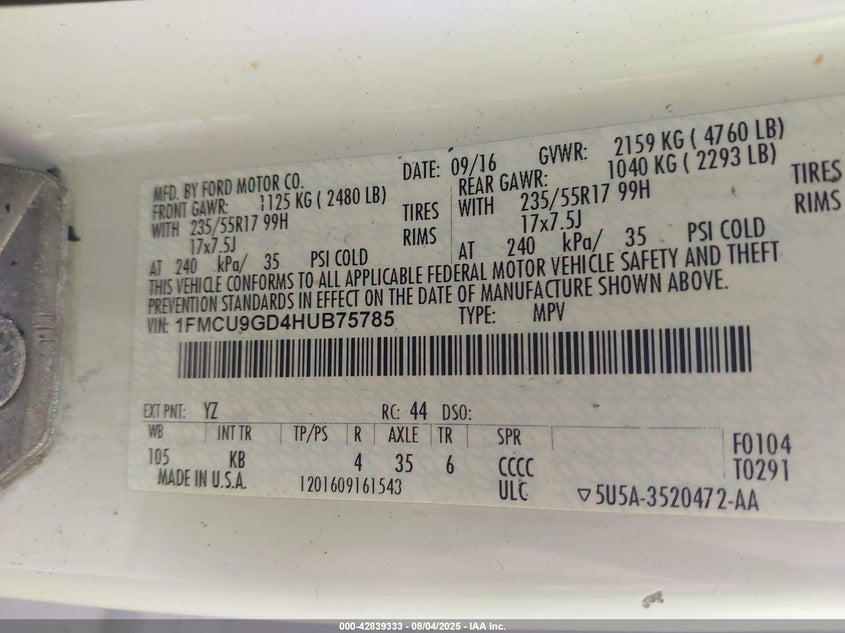 MFD. BY FORD MOTOR CO. DATE: 09/16 GVWR: 2159 KG ( 4760 LB)
FRONT GAWR: 1125 KG ( 2480 LB) REAR GAWR: 1040 KG ( 2293 LB)
WITH 235/55R17 99H TIRES WITH 235/55R17 99H TIRES
17x7.5J RIMS 17x7.5J RIMS
AT 240 kPa/ 35 PSI COLD AT 240 kPa/ 35 PSI COLD
THIS VEHICLE CONFORMS TO ALL APPLICABLE FEDERAL MOTOR VEHICLE SAFETY AND THEFT
PREVENTION STANDARDS IN EFFECT ON THE DATE OF MANUFACTURE SHOWN ABOVE.
VIN: 1FMCU9GD4HUB75785 TYPE: MPV
EXT PNT: YZ RC: 44 DSO:
WB INT TR TP/PS R AXLE TR SPR F0104
105 KB 4 35 6 CCCC T0291
MADE IN U.S.A. 1201609161543 ULC ▽5U5A-3520472-AA
000-42839333 - 08/04/2025 - IAA Inc.